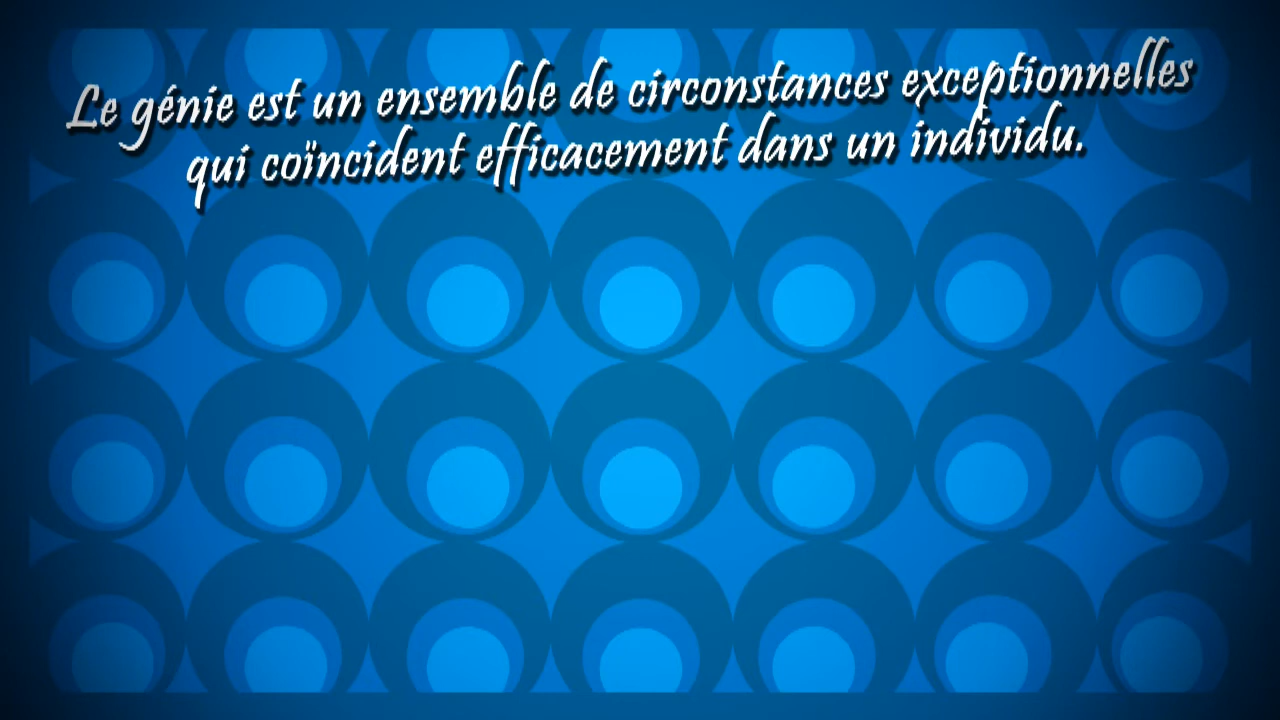 Le génie est un ensemble de circonstances exceptionnelles
qui coïncident efficacement dans un individu.